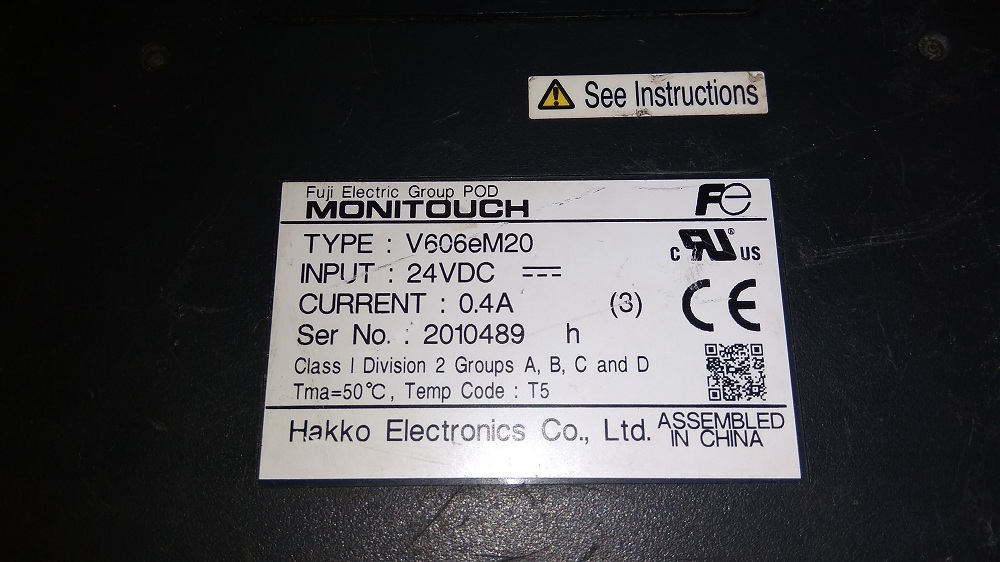 See Instructions
Fuji Electric Group POD
MONITOUCH
Fe
TYPE : V606eM20
c RU ® US
INPUT : 24VDC
CURRENT : 0.4A (3)
CE
Ser No. : 2010489 h
Class I Division 2 Groups A, B, C and D
Tma=50℃, Temp Code : T5
Hakko Electronics Co., Ltd.
ASSEMBLED
IN CHINA